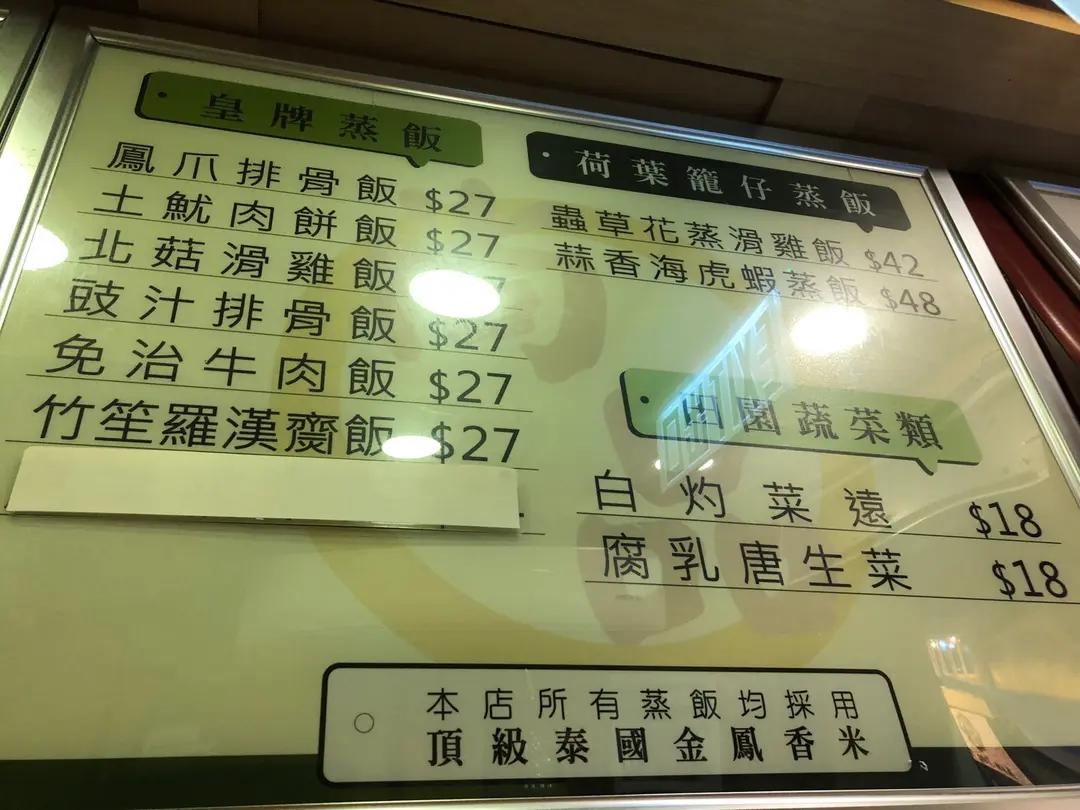 皇牌蒸飯
鳳爪排骨飯 $27
土魷肉餅飯 $27
北菇滑雞飯
豉汁排骨飯 $27
免治牛肉飯 $27
竹笙羅漢齎飯 $27
荷葉籠仔蒸飯
蟲草花蒸滑雞飯 $42
蒜香海虎蝦蒸飯 $48
田園蔬菜類
白灼菜遠 $18
腐乳唐生菜 $18
本店所有蒸飯均採用
頂級泰國金鳳香米